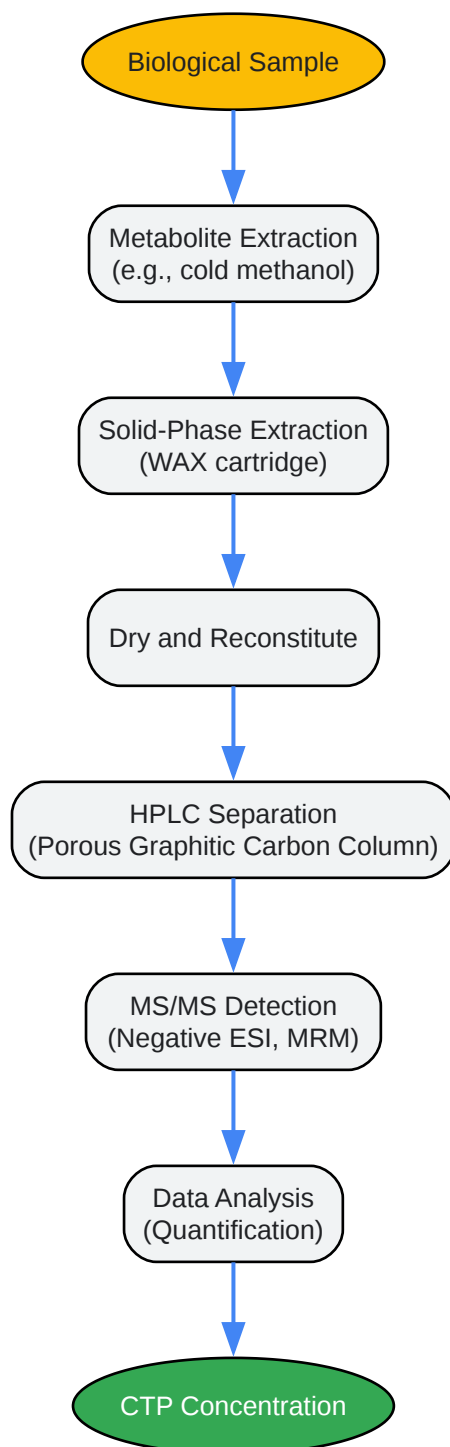 Biological Sample
Metabolite Extraction
(e.g., cold methanol)
Solid-Phase Extraction
(WAX cartridge)
Dry and Reconstitute
HPLC Separation
(Porous Graphitic Carbon Column)
MS/MS Detection
(Negative ESI, MRM)
Data Analysis
(Quantification)
CTP Concentration